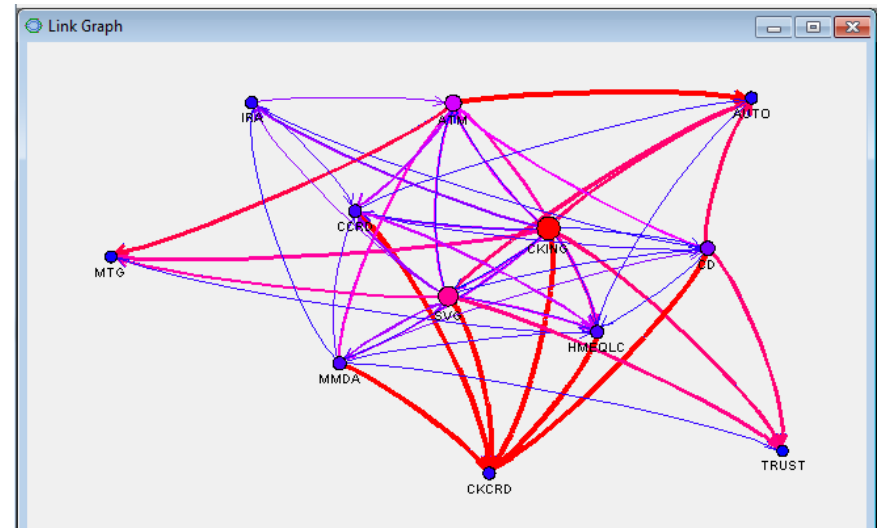 Link Graph
IRA
ATM
AUTO
CCRD
CKING
MTG
CD
SVG
HMEQLC
MMDA
TRUST
CKCRD